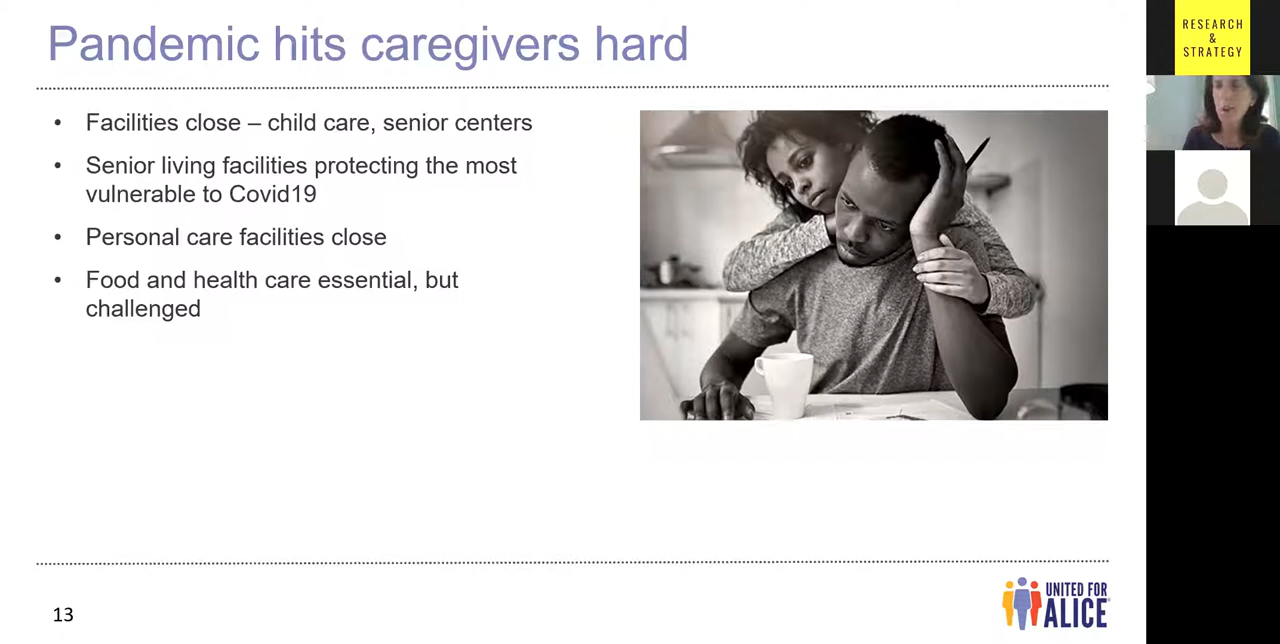 Pandemic hits caregivers hard
• Facilities close – child care, senior centers
• Senior living facilities protecting the most
vulnerable to Covid19
• Personal care facilities close
• Food and health care essential, but
challenged
13
UNITED FOR
ALICE®
RESEARCH
&
STRATEGY